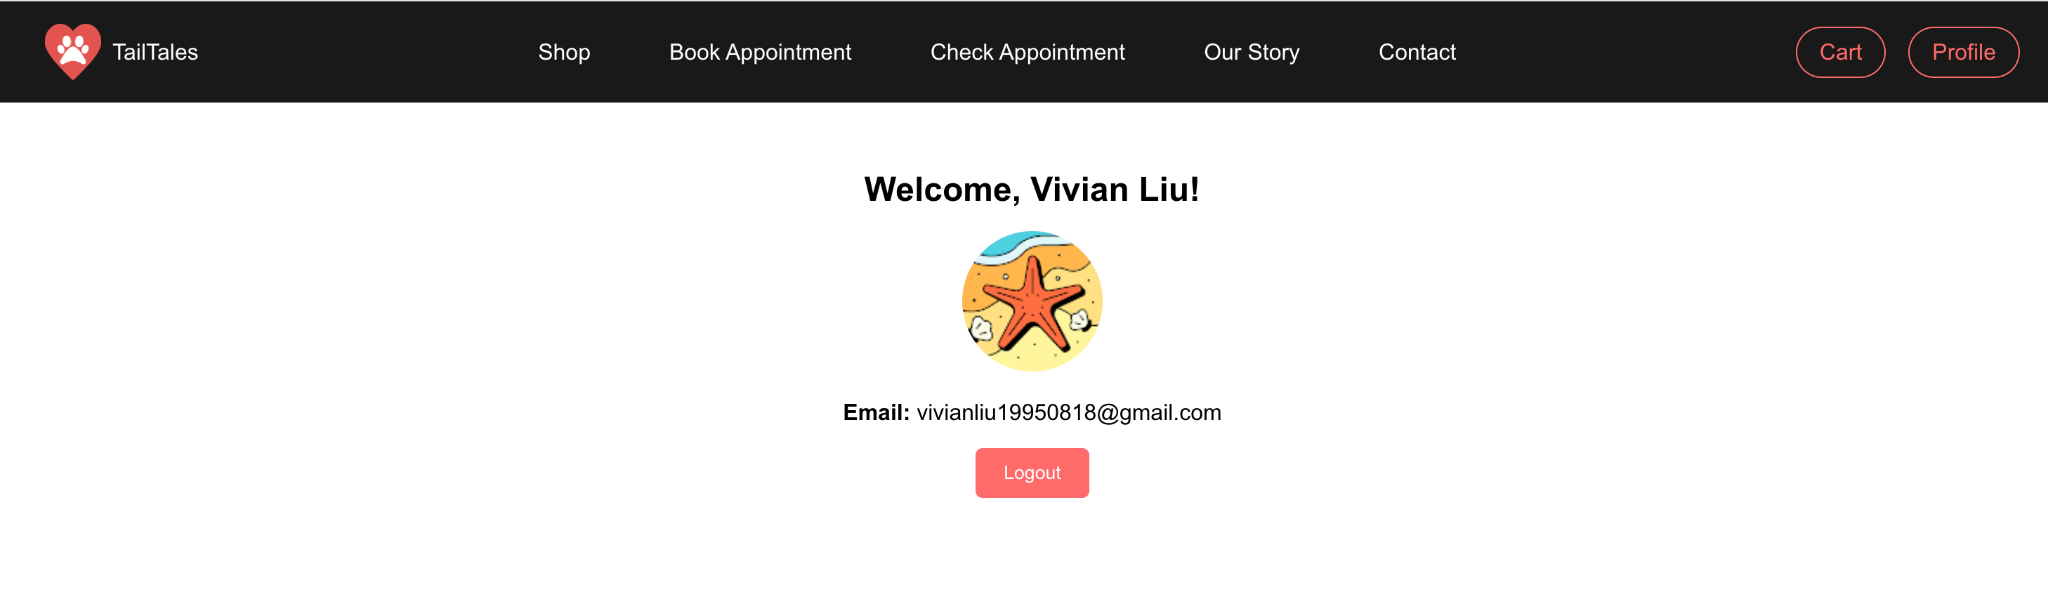 TailTales Shop Book Appointment Check Appointment Our Story Contact Cart Profile
Welcome, Vivian Liu!
Email: vivianliu19950818@gmail.com
Logout